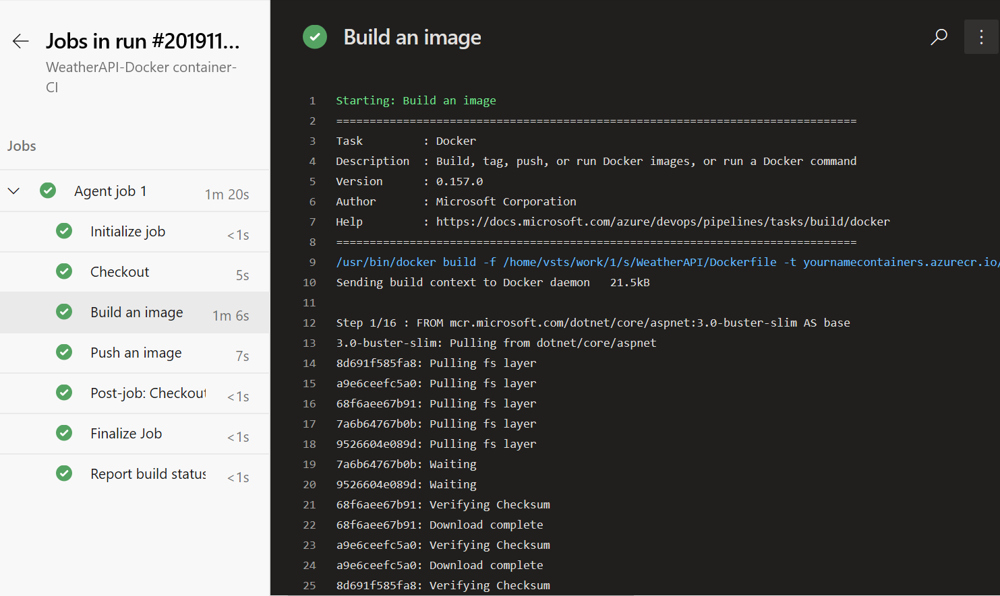 Jobs in run #201911...
WeatherAPI-Docker container-
CI
Jobs
Agent job 1 1m 20s
Initialize job <1s
Checkout 5s
Build an image 1m 6s
Push an image 7s
Post-job: Checkout <1s
Finalize Job <1s
Report build status <1s
Build an image
1 Starting: Build an image
2 ==============================================================================
3 Task         : Docker
4 Description  : Build, tag, push, or run Docker images, or run a Docker command
5 Version      : 0.157.0
6 Author       : Microsoft Corporation
7 Help         : https://docs.microsoft.com/azure/devops/pipelines/tasks/build/docker
8 ==============================================================================
9 /usr/bin/docker build -f /home/vsts/work/1/s/WeatherAPI/Dockerfile -t yournamecontainers.azurecr.io/
10 Sending build context to Docker daemon   21.5kB
11
12 Step 1/16 : FROM mcr.microsoft.com/dotnet/core/aspnet:3.0-buster-slim AS base
13 3.0-buster-slim: Pulling from dotnet/core/aspnet
14 8d691f585fa8: Pulling fs layer
15 a9e6ceefc5a0: Pulling fs layer
16 68f6aee67b91: Pulling fs layer
17 7a6b64767b0b: Pulling fs layer
18 9526604e089d: Pulling fs layer
19 7a6b64767b0b: Waiting
20 9526604e089d: Waiting
21 68f6aee67b91: Verifying Checksum
22 68f6aee67b91: Download complete
23 a9e6ceefc5a0: Verifying Checksum
24 a9e6ceefc5a0: Download complete
25 8d691f585fa8: Verifying Checksum